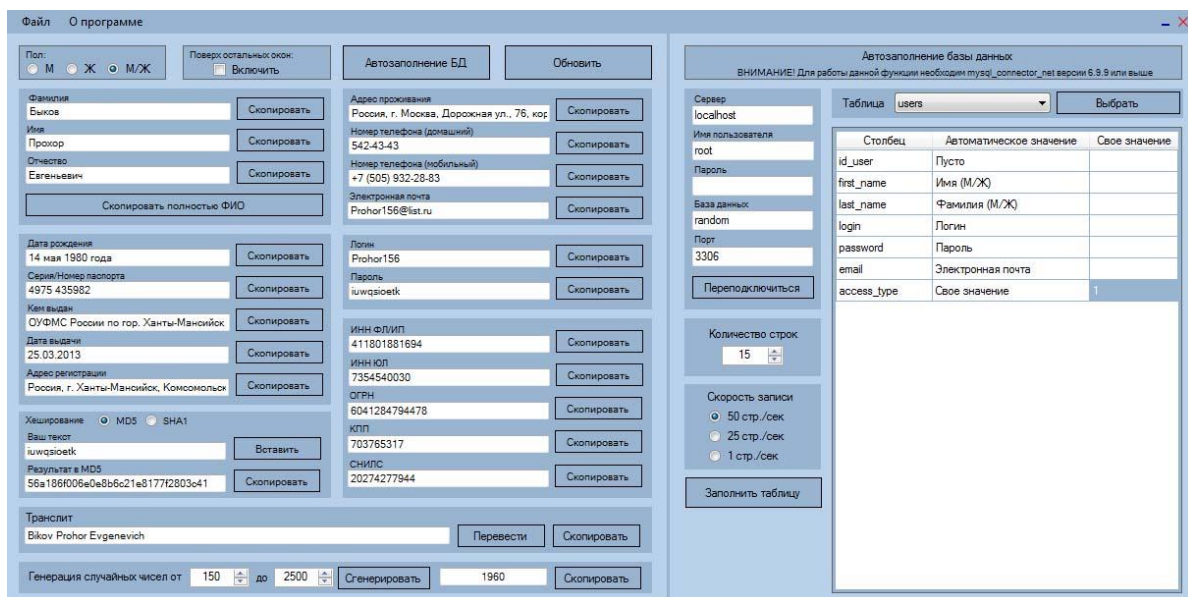 Файл О программе
Пол:
М Ж М/Ж
Поверх остальных окон:
Включить
Автозаполнение БД
Обновить
Фамилия
Быков Скопировать
Имя
Прохор Скопировать
Отчество
Евгеньевич Скопировать
Скопировать полностью ФИО
Дата рождения
14 мая 1980 года Скопировать
Серия/Номер паспорта
4975 435982 Скопировать
Кем выдан
ОУФМС России по гор. Ханты-Мансийск Скопировать
Дата выдачи
25.03.2013 Скопировать
Адрес регистрации
Россия, г. Ханты-Мансийск, Комсомольск Скопировать
Хеширование MD5 SHA1
Ваш текст
iuwqsioetk Вставить
Результат в MD5
56a186f006e0e8b6c21e8177f2803c41 Скопировать
Адрес проживания
Россия, г. Москва, Дорожная ул., 76, кор Скопировать
Номер телефона (домашний)
542-43-43 Скопировать
Номер телефона (мобильный)
+7 (505) 932-28-83 Скопировать
Электронная почта
Prohor156@list.ru Скопировать
Логин
Prohor156 Скопировать
Пароль
iuwqsioetk Скопировать
ИНН ФЛ/ИП
411801881694 Скопировать
ИНН ЮЛ
7354540030 Скопировать
ОГРН
6041284794478 Скопировать
КПП
703765317 Скопировать
СНИЛС
20274277944 Скопировать
Транслит
Bikov Prohor Evgenevich Перевести Скопировать
Генерация случайных чисел от 150 до 2500 Сгенерировать 1960 Скопировать
Автозаполнение базы данных
ВНИМАНИЕ! Для работы данной функции необходим mysql_connector_net версии 6.9.9 или выше
Сервер
localhost
Имя пользователя
root
Пароль
База данных
random
Порт
3306
Переподключиться
Количество строк
15
Скорость записи
50 стр./сек
25 стр./сек
1 стр./сек
Заполнить таблицу
Таблица users Выбрать
Столбец Автоматическое значение Свое значение
id_user Пусто
first_name Имя (М/Ж)
last_name Фамилия (М/Ж)
login Логин
password Пароль
email Электронная почта
access_type Свое значение 1